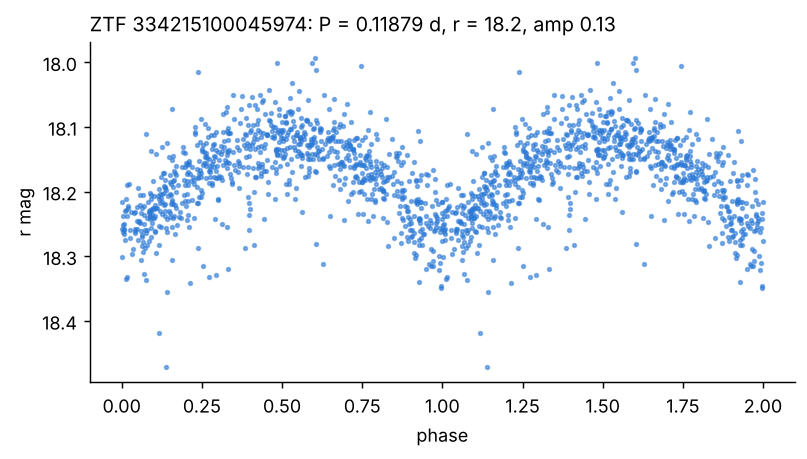 ZTF 334215100045974: P = 0.11879 d, r = 18.2, amp 0.13
18.0
18.1
18.2
18.3
18.4
r mag
0.00 0.25 0.50 0.75 1.00 1.25 1.50 1.75 2.00
phase